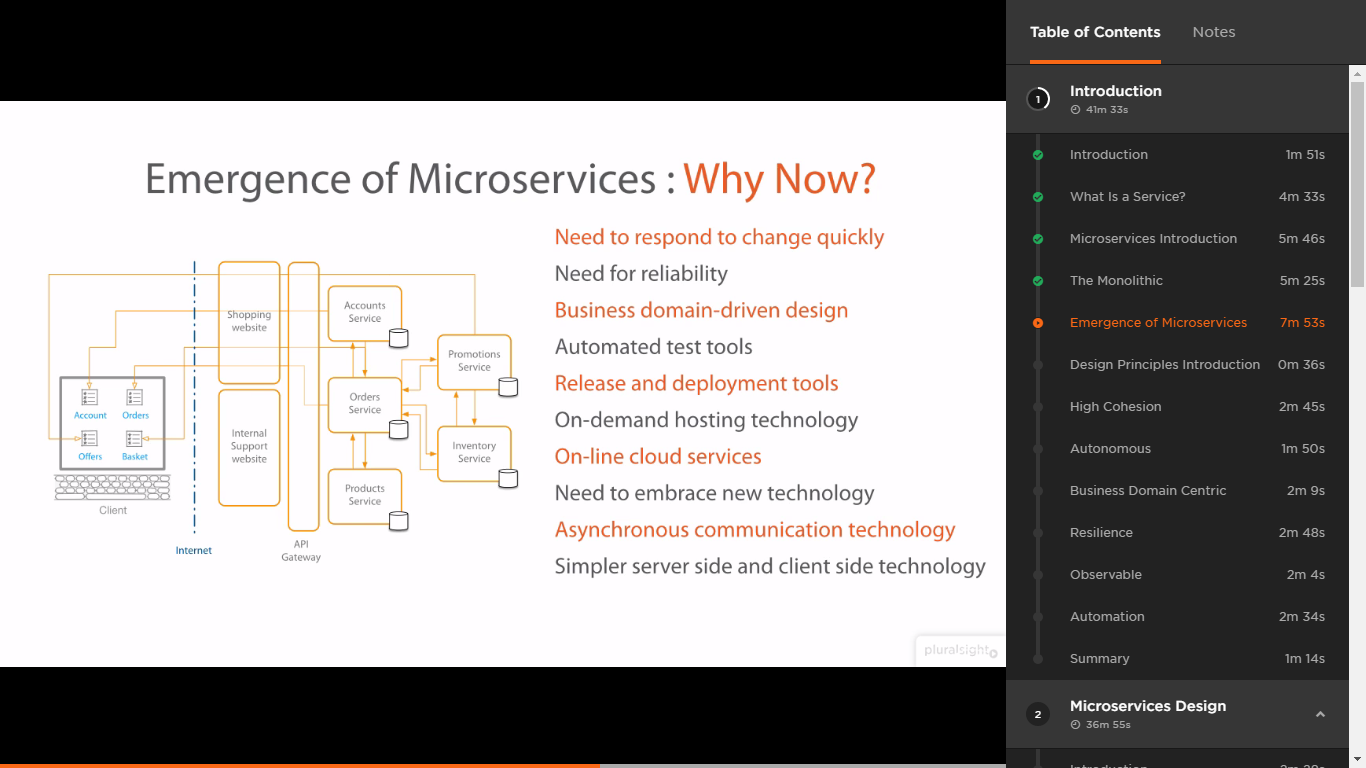 Emergence of Microservices : Why Now?
Need to respond to change quickly
Need for reliability
Business domain-driven design
Automated test tools
Release and deployment tools
On-demand hosting technology
On-line cloud services
Need to embrace new technology
Asynchronous communication technology
Simpler server side and client side technology
Account
Orders
Offers
Basket
Client
Internet
Shopping
website
Internal
Support
website
API
Gateway
Accounts
Service
Orders
Service
Products
Service
Promotions
Service
Inventory
Service
pluralsight
Table of Contents
Notes
1
Introduction
41m 33s
Introduction 1m 51s
What Is a Service? 4m 33s
Microservices Introduction 5m 46s
The Monolithic 5m 25s
Emergence of Microservices 7m 53s
Design Principles Introduction 0m 36s
High Cohesion 2m 45s
Autonomous 1m 50s
Business Domain Centric 2m 9s
Resilience 2m 48s
Observable 2m 4s
Automation 2m 34s
Summary 1m 14s
2
Microservices Design
36m 55s